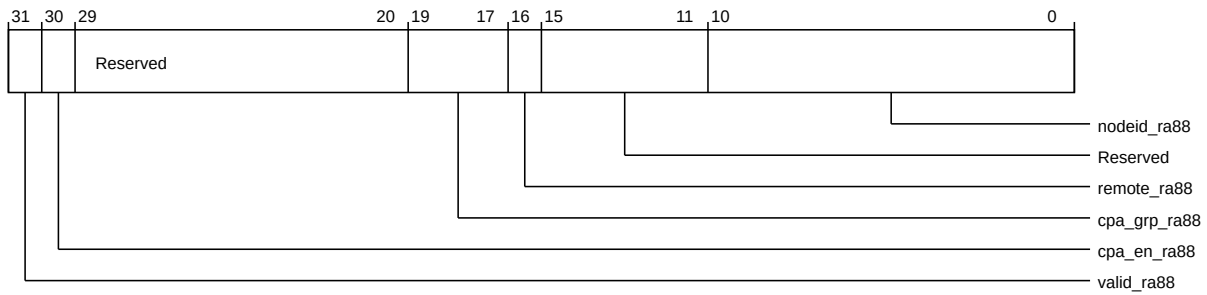 31 30 29 20 19 17 16 15 11 10 0
Reserved
nodeid_ra88
Reserved
remote_ra88
cpa_grp_ra88
cpa_en_ra88
valid_ra88